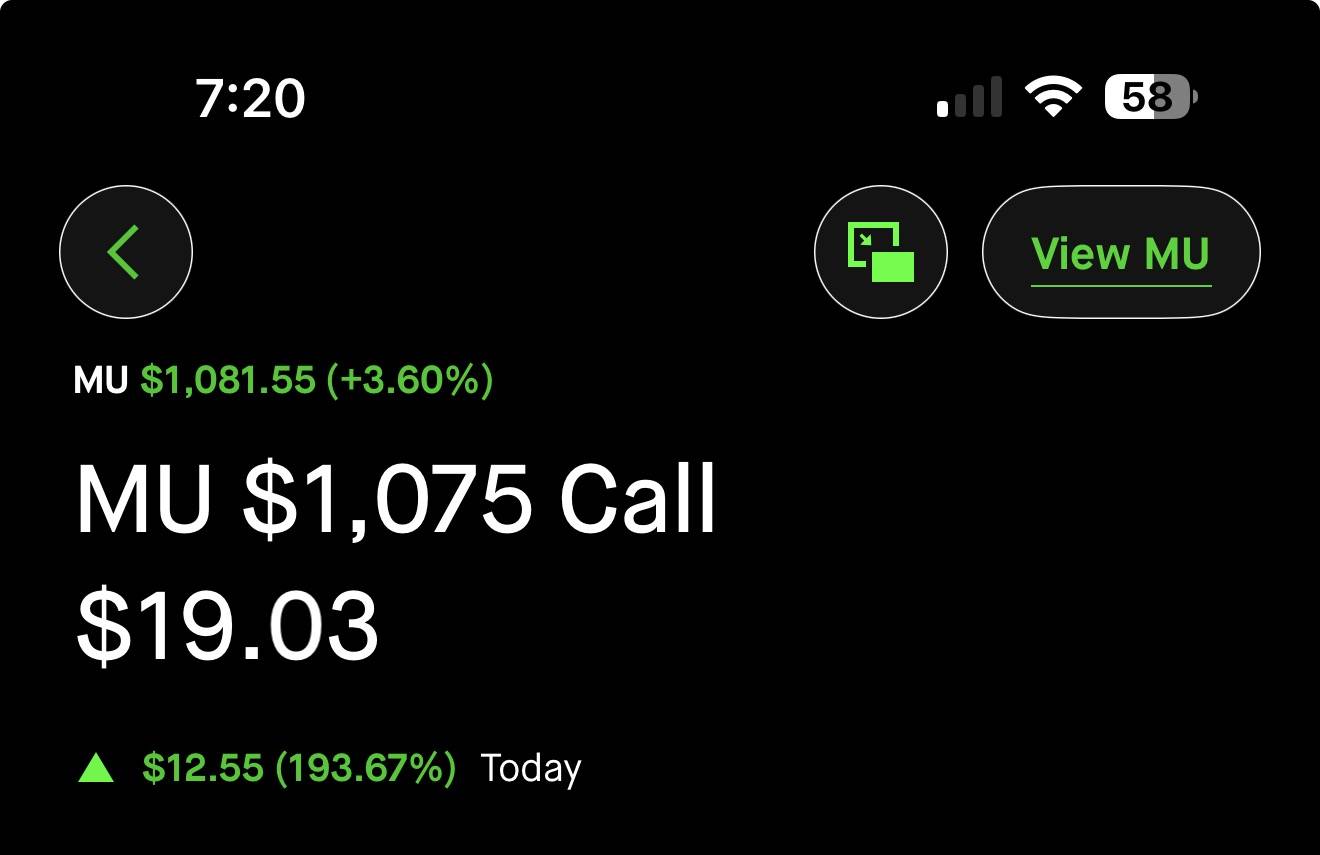 7:20 58
View MU
MU $1,081.55 (+3.60%)
MU $1,075 Call
$19.03
$12.55 (193.67%) Today